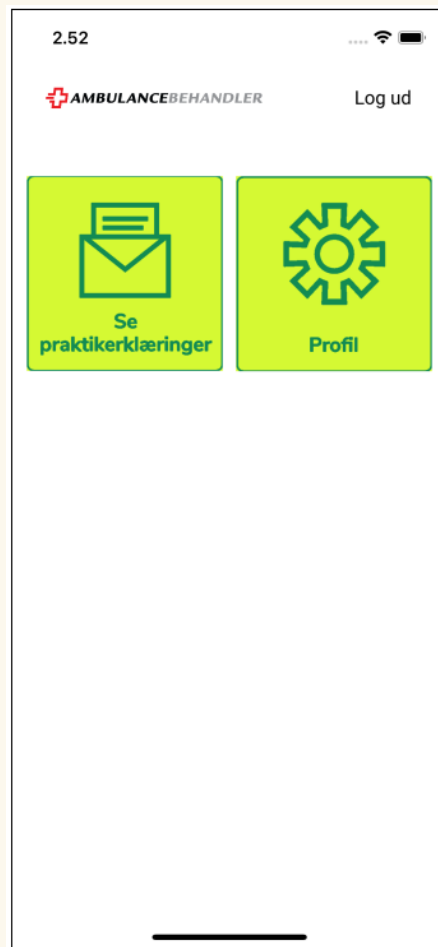 2.52
AMBULANCEBEHANDLER
Log ud
Se
praktikerklæringer
Profil